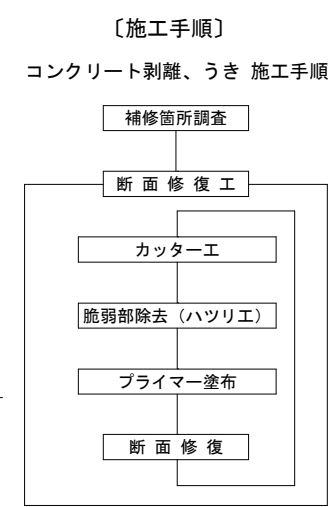 〔施工手順〕
コンクリート剥離、うき 施工手順
補修箇所調査
断 面 修 復 工
カッター工
脆弱部除去（ハツリ工）
プライマー塗布
断 面 修 復